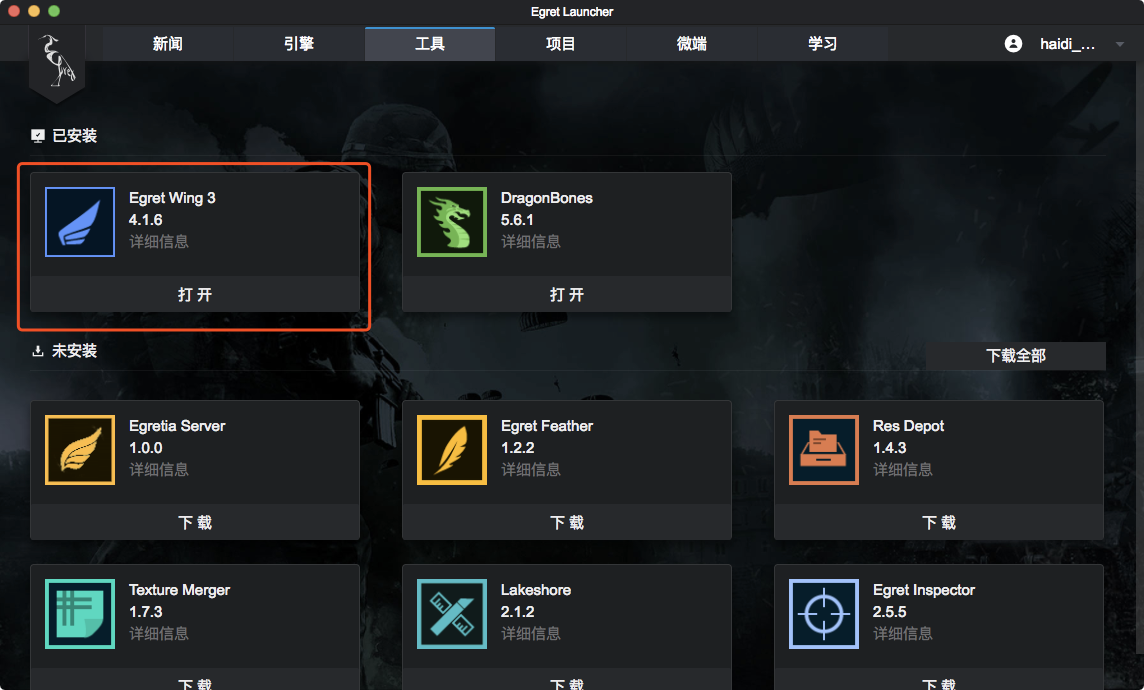 Egret Launcher
新闻
引擎
工具
项目
微端
学习
haidi_...
已安装
Egret Wing 3
4.1.6
详细信息
打 开
DragonBones
5.6.1
详细信息
打 开
未安装
下载全部
Egretia Server
1.0.0
详细信息
下 载
Egret Feather
1.2.2
详细信息
下 载
Res Depot
1.4.3
详细信息
下 载
Texture Merger
1.7.3
详细信息
下 载
Lakeshore
2.1.2
详细信息
下 载
Egret Inspector
2.5.5
详细信息
下 载